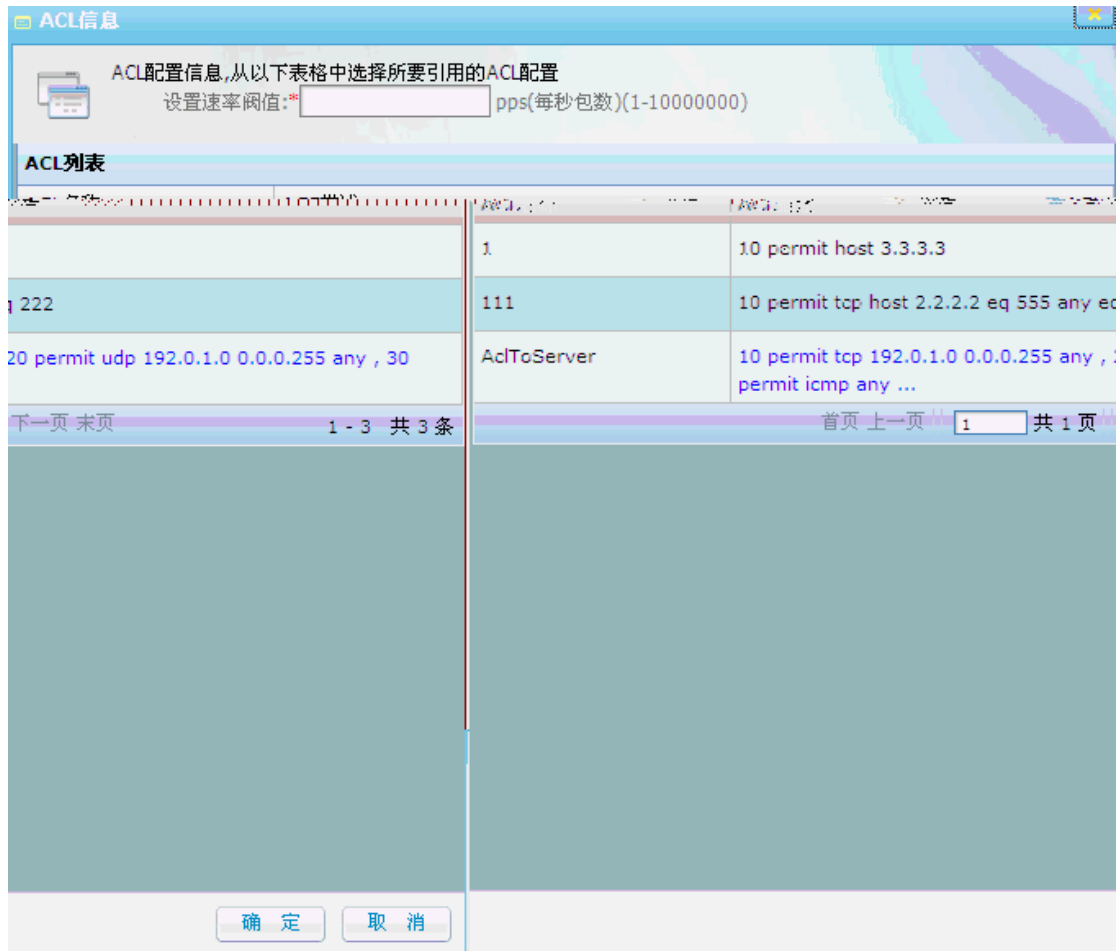 ACL信息
ACL配置信息,从以下表格中选择所要引用的ACL配置
设置速率阀值:*
pps(每秒包数)(1-10000000)
ACL列表
1
10 permit host 3.3.3.3
222
111
10 permit tcp host 2.2.2.2 eq 555 any
20 permit udp 192.0.1.0 0.0.0.255 any , 30
AclToServer
10 permit tcp 192.0.1.0 0.0.0.255 any ,
permit icmp any ...
下一页 末页
1 - 3 共 3 条
首页 上一页
1
共 1 页
确 定
取 消